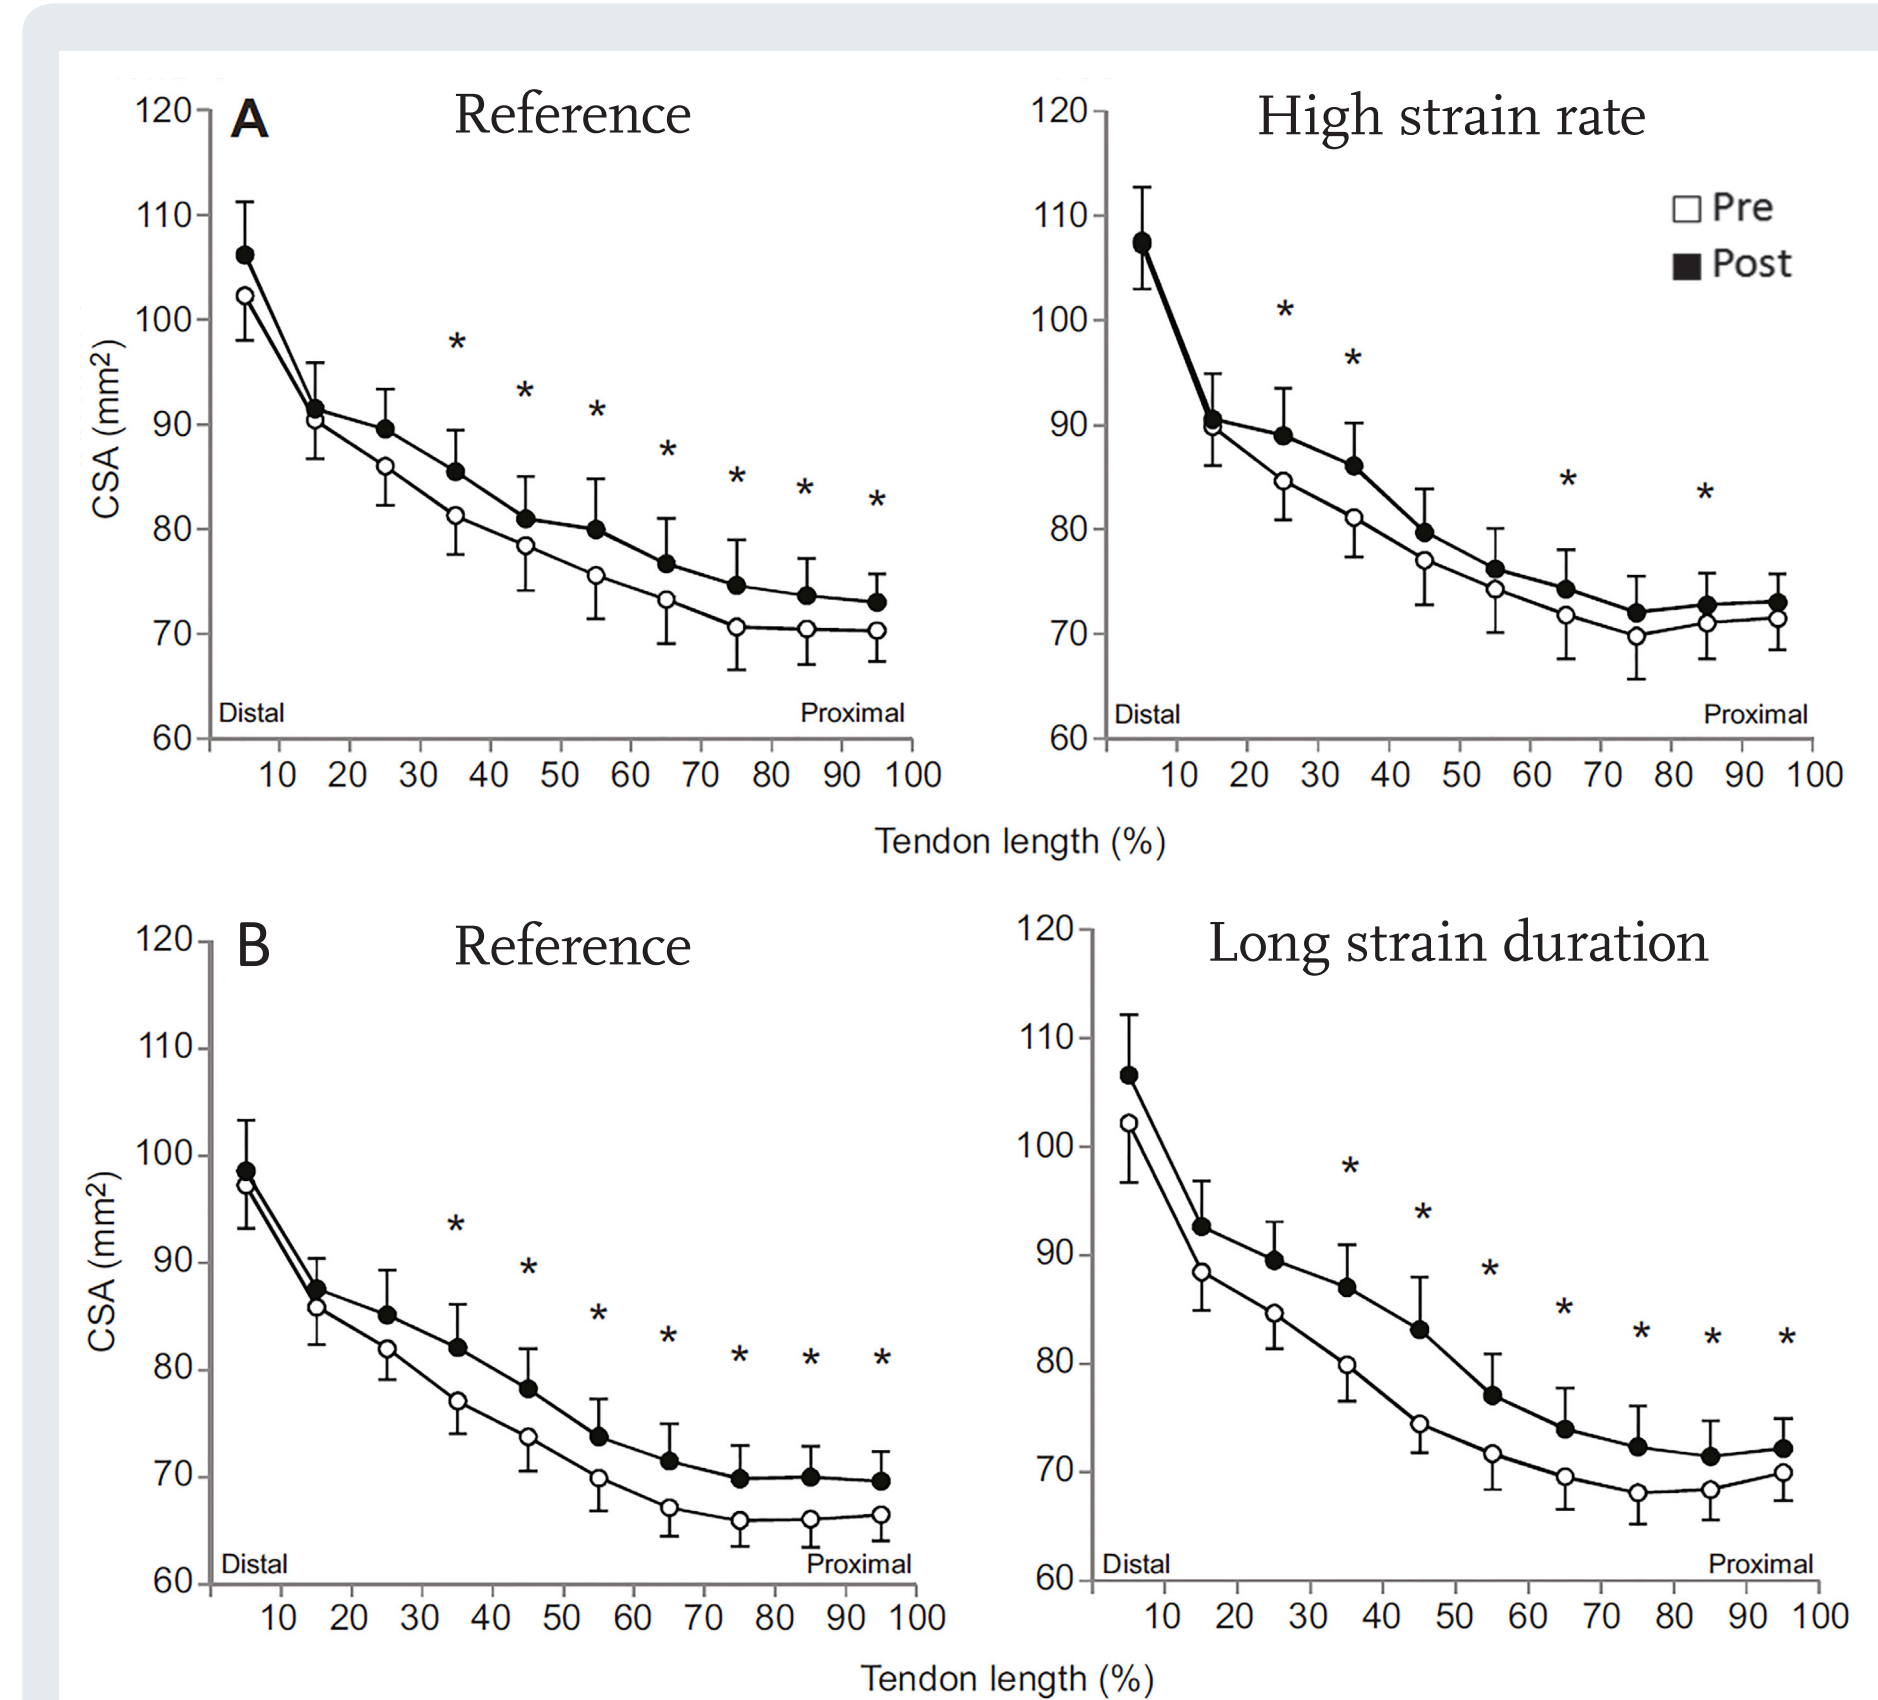 A Reference
High strain rate
Pre
Post
120
110
100
90
80
70
60
CSA (mm²)
* * * * * * *
Distal Proximal
10 20 30 40 50 60 70 80 90 100
120
110
100
90
80
70
60
* * * *
Distal Proximal
10 20 30 40 50 60 70 80 90 100
Tendon length (%)
B Reference
Long strain duration
120
110
100
90
80
70
60
CSA (mm²)
* * * * * * *
Distal Proximal
10 20 30 40 50 60 70 80 90 100
120
110
100
90
80
70
60
* * * * * * *
Distal Proximal
10 20 30 40 50 60 70 80 90 100
Tendon length (%)